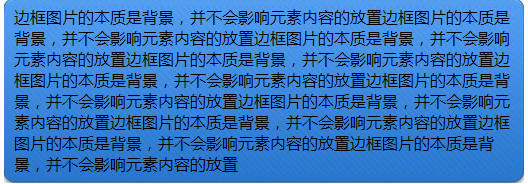 边框图片的本质是背景，并不会影响元素内容的放置边框图片的本质是
背景，并不会影响元素内容的放置边框图片的本质是背景，并不会影响
元素内容的放置边框图片的本质是背景，并不会影响元素内容的放置边
框图片的本质是背景，并不会影响元素内容的放置边框图片的本质是背
景，并不会影响元素内容的放置边框图片的本质是背景，并不会影响元
素内容的放置边框图片的本质是背景，并不会影响元素内容的放置边框
图片的本质是背景，并不会影响元素内容的放置边框图片的本质是背
景，并不会影响元素内容的放置